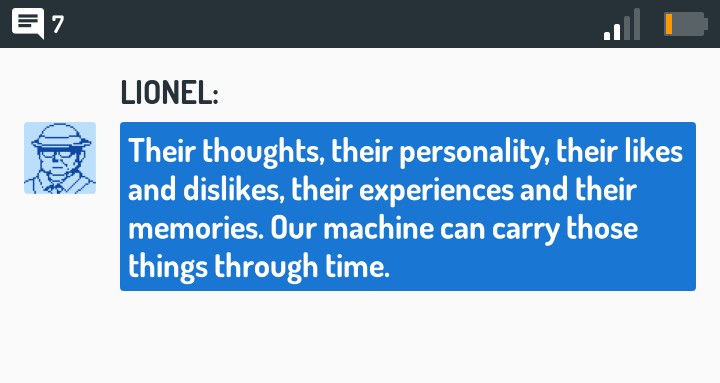 7
LIONEL:
Their thoughts, their personality, their likes
and dislikes, their experiences and their
memories. Our machine can carry those
things through time.